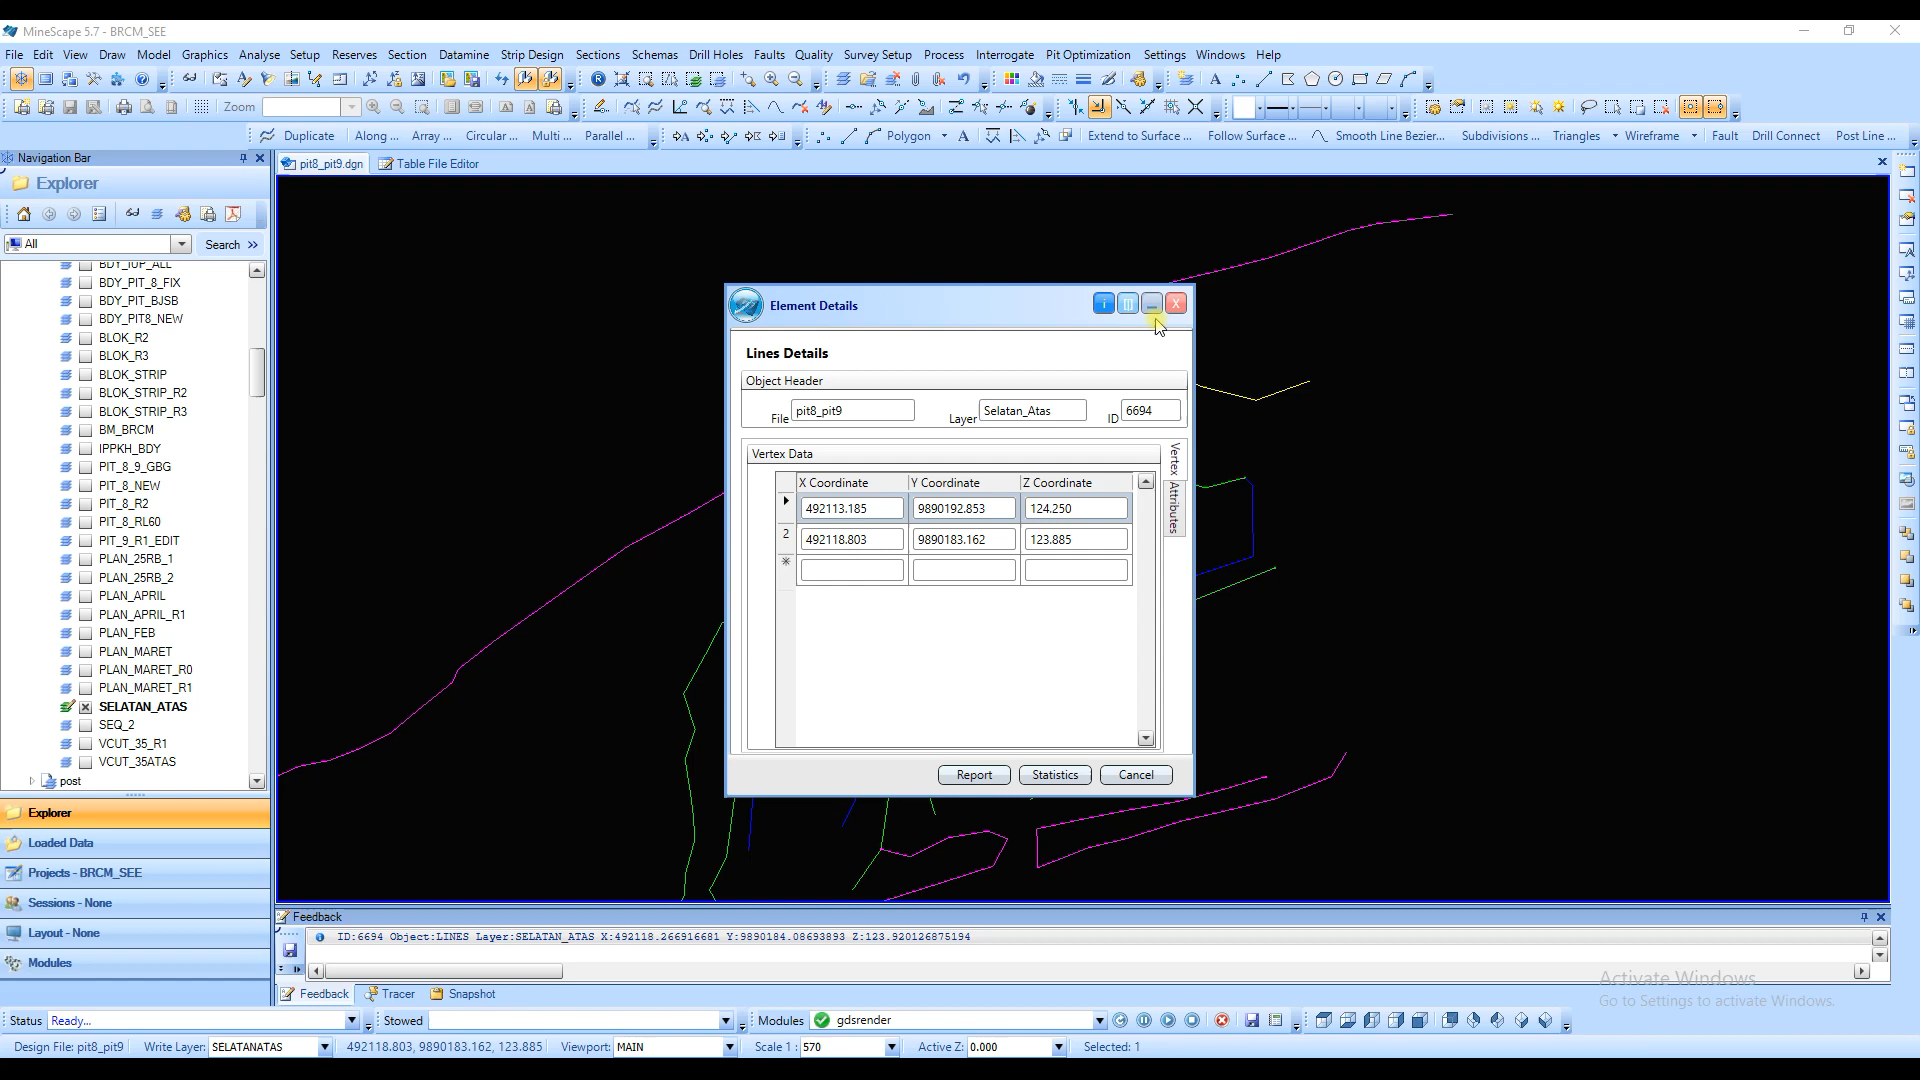 MineScape 5.7 - BRCM_SEE
File Edit View Draw Model Graphics Analyse Setup Reserves Section Datamine Strip Design Sections Schemas Drill Holes Faults Quality Survey Setup Process Interrogate Pit Optimization Settings Windows Help
Zoom
Duplicate Along ... Array ... Circular ... Multi ... Parallel ... Polygon Extend to Surface ... Follow Surface ... Smooth Line Bezier... Subdivisions ... Triangles Wireframe Fault Drill Connect Post Line ...
Navigation Bar
pit8_pit9.dgn Table File Editor
Explorer
All Search »
BDY_IUP_ALL
BDY_PIT_8_FIX
BDY_PIT_BJSB
BDY_PIT8_NEW
BLOK_R2
BLOK_R3
BLOK_STRIP
BLOK_STRIP_R2
BLOK_STRIP_R3
BM_BRCM
IPPKH_BDY
PIT_8_9_GBG
PIT_8_NEW
PIT_8_R2
PIT_8_RL60
PIT_9_R1_EDIT
PLAN_25RB_1
PLAN_25RB_2
PLAN_APRIL
PLAN_APRIL_R1
PLAN_FEB
PLAN_MARET
PLAN_MARET_R0
PLAN_MARET_R1
SELATAN_ATAS
SEQ_2
VCUT_35_R1
VCUT_35ATAS
post
Explorer
Loaded Data
Projects - BRCM_SEE
Sessions - None
Layout - None
Modules
Element Details
Lines Details
Object Header
File pit8_pit9 Layer Selatan_Atas ID 6694
Vertex Data
Vertex
Attributes
X Coordinate Y Coordinate Z Coordinate
492113.185 9890192.853 124.250
2 492118.803 9890183.162 123.885
*
Report Statistics Cancel
Feedback
ID:6694 Object:LINES Layer:SELATAN_ATAS X:492118.266916681 Y:9890184.08693893 Z:123.920126875194
Activate Windows
Go to Settings to activate Windows.
Feedback Tracer Snapshot
Status Ready... Stowed Modules gdsrender
Design File: pit8_pit9 Write Layer: SELATANATAS 492118.803, 9890183.162, 123.885 Viewport: MAIN Scale 1 : 570 Active Z: 0.000 Selected: 1